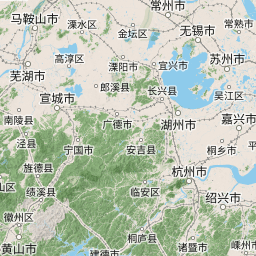 常州市
马鞍山市
溧水区
金坛区
无锡市
常熟市
高淳区
溧阳市
宜兴市
苏州市
芜湖市
郎溪县
长兴县
吴江区
宣城市
南陵县
广德市
湖州市
嘉兴市
泾县
宁国市
安吉县
桐乡市
旌德县
杭州市
绩溪县
临安区
绍兴市
徽州区
黄山市
桐庐县
诸暨市
嵊州市
建德市